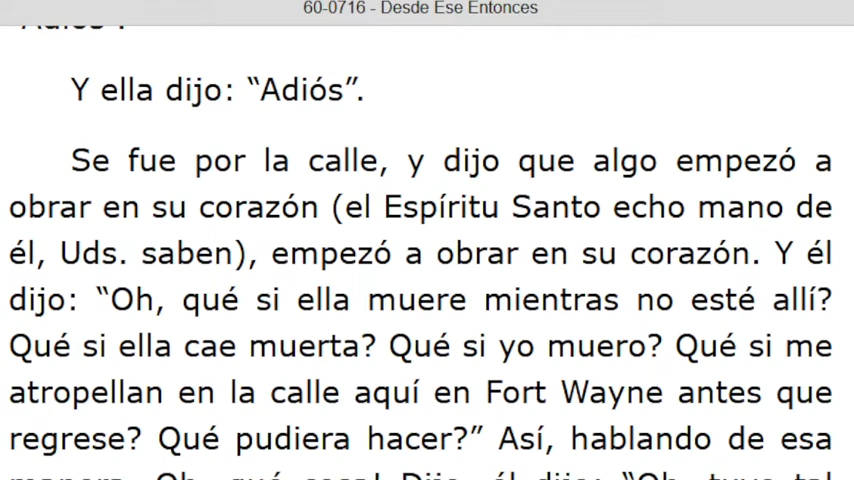 60-0716 - Desde Ese Entonces
Y ella dijo: “Adiós”.
Se fue por la calle, y dijo que algo empezó a
obrar en su corazón (el Espíritu Santo echo mano de
él, Uds. saben), empezó a obrar en su corazón. Y él
dijo: “Oh, qué si ella muere mientras no esté allí?
Qué si ella cae muerta? Qué si yo muero? Qué si me
atropellan en la calle aquí en Fort Wayne antes que
regrese? Qué pudiera hacer?” Así, hablando de esa